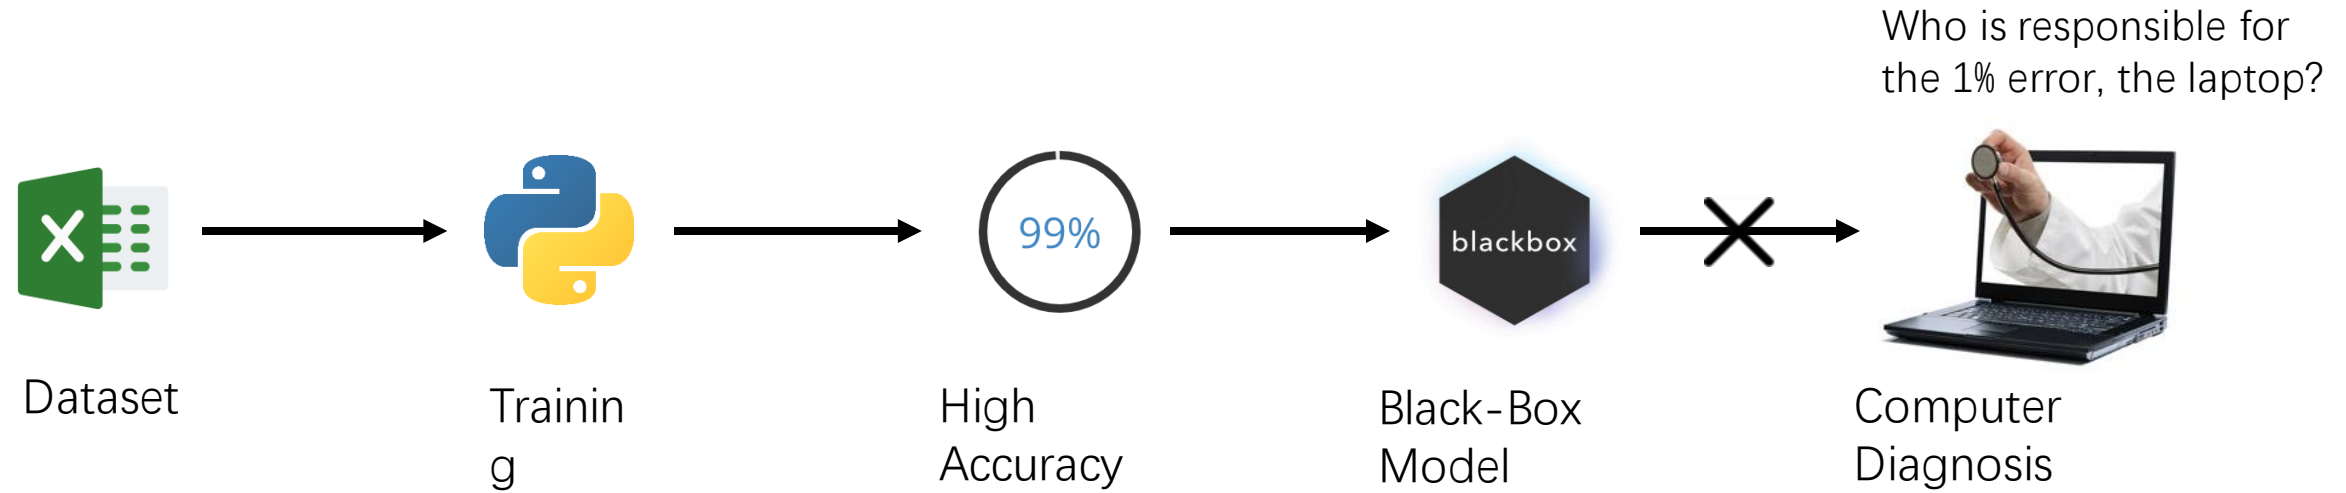 Who is responsible for
the 1% error, the laptop?
X
99%
blackbox
Dataset
Trainin
g
High
Accuracy
Black-Box
Model
Computer
Diagnosis